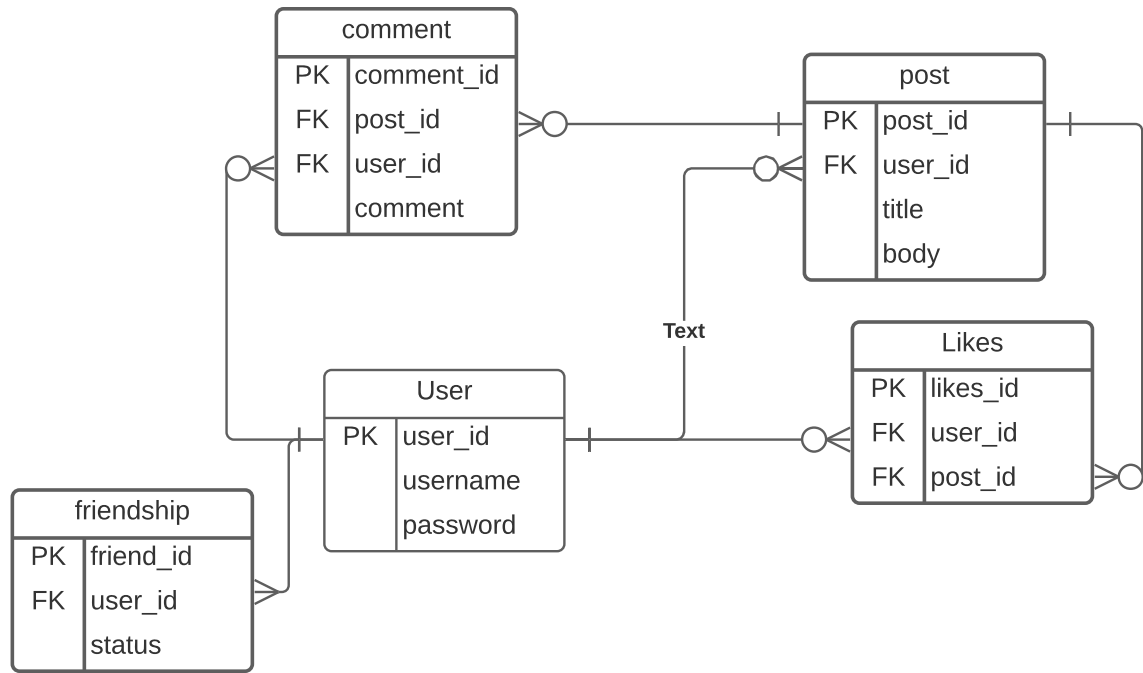 comment
PK comment_id
FK post_id
FK user_id
comment
post
PK post_id
FK user_id
title
body
Text
Likes
PK likes_id
FK user_id
FK post_id
User
PK user_id
username
password
friendship
PK friend_id
FK user_id
status